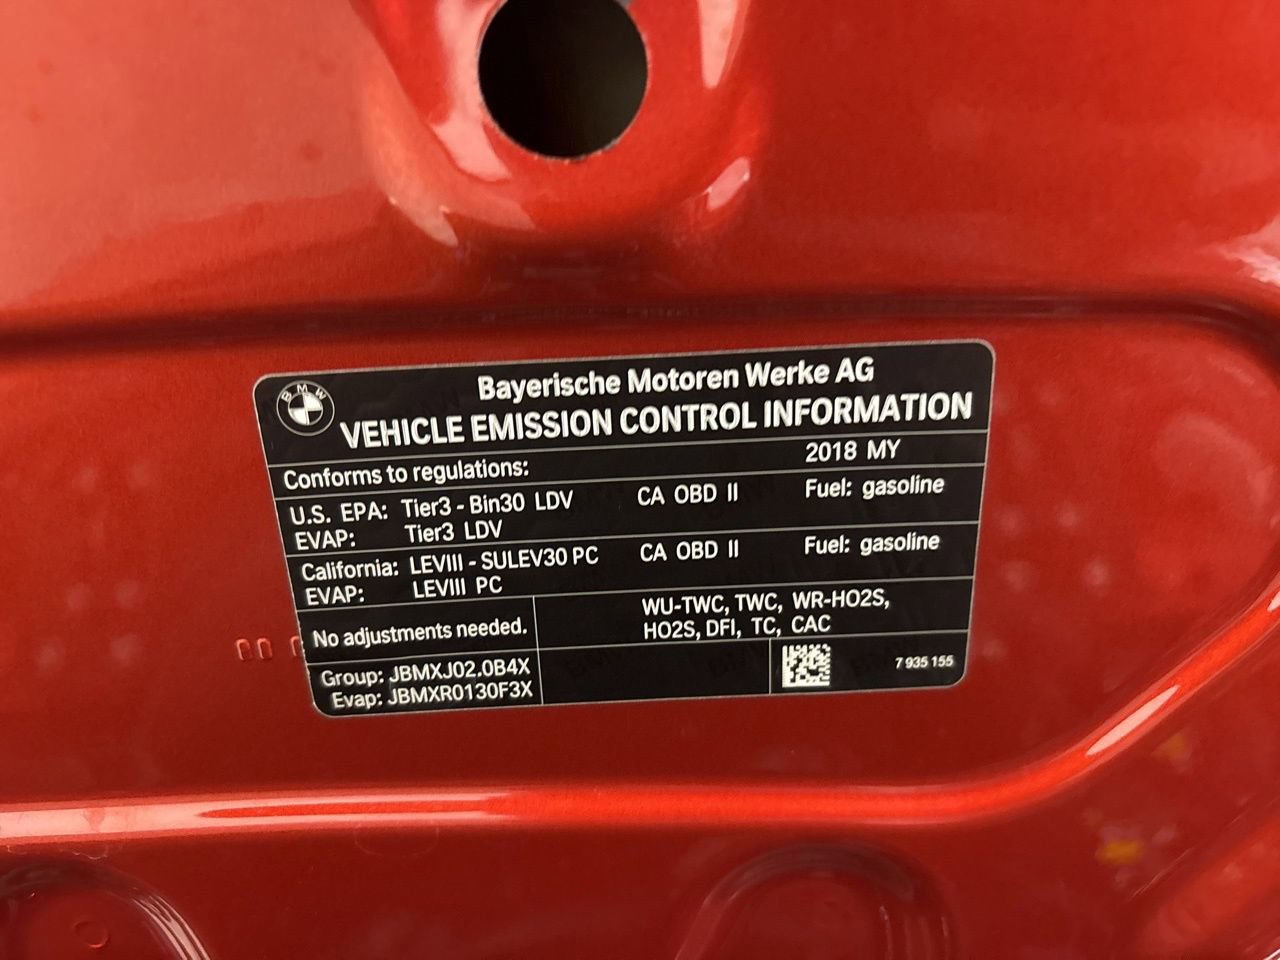 BMW
Bayerische Motoren Werke AG
VEHICLE EMISSION CONTROL INFORMATION
Conforms to regulations: 2018 MY
U.S. EPA: Tier3 - Bin30 LDV CA OBD II Fuel: gasoline
EVAP: Tier3 LDV
California: LEVIII - SULEV30 PC CA OBD II Fuel: gasoline
EVAP: LEVIII PC
No adjustments needed.
WU-TWC, TWC, WR-HO2S,
HO2S, DFI, TC, CAC
Group: JBMXJ02.0B4X
Evap: JBMXR0130F3X
7 935 155